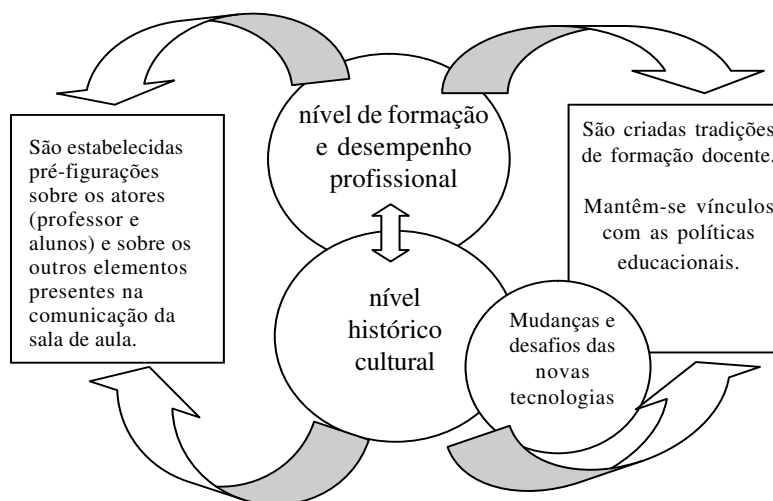 nível de formação
e desempenho
profissional
São estabelecidas
pré-figurações
sobre os atores
(professor e
alunos) e sobre os
outros elementos
presentes na
comunicação da
sala de aula.
São criadas tradições
de formação docente.
Mantêm-se vínculos
com as políticas
educacionais.
nível
histórico
cultural
Mudanças e
desafios das
novas
tecnologias